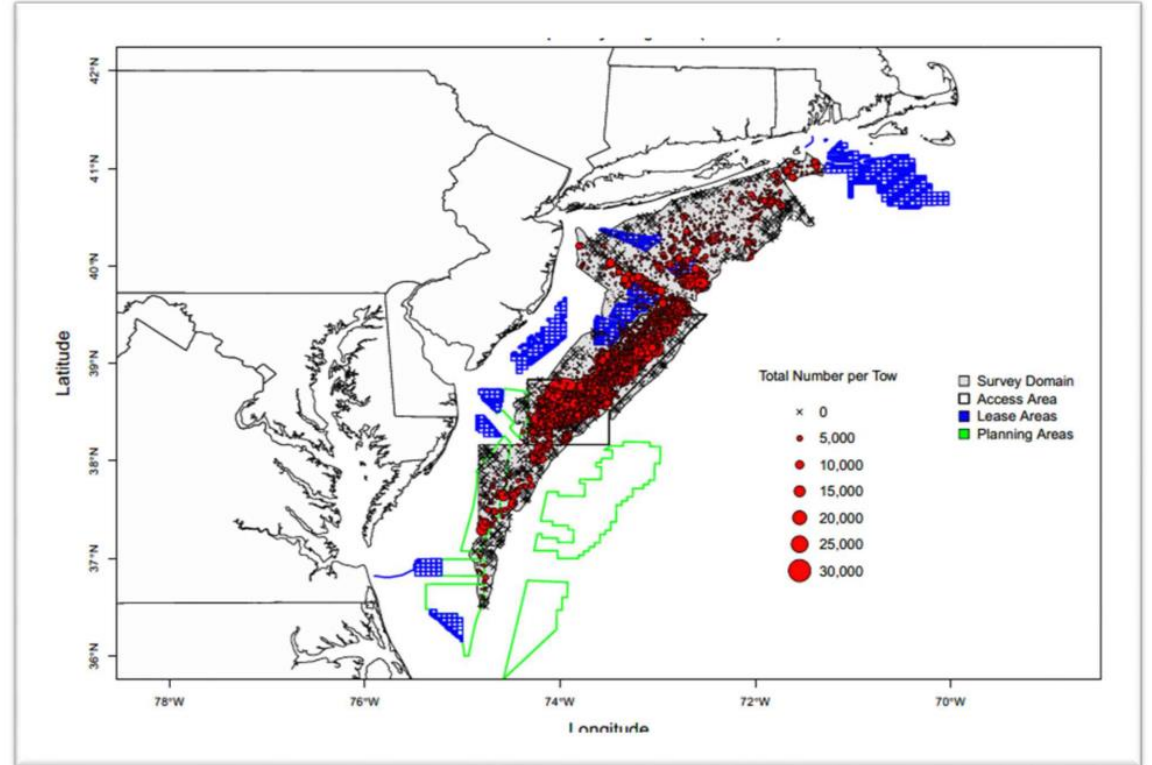 42°N
41°N
40°N
39°N
38°N
37°N
36°N
Latitude
Total Number per Tow
0
5,000
10,000
15,000
20,000
25,000
30,000
Survey Domain
Access Area
Lease Areas
Planning Areas
78°W
76°W
74°W
72°W
70°W
Longitude